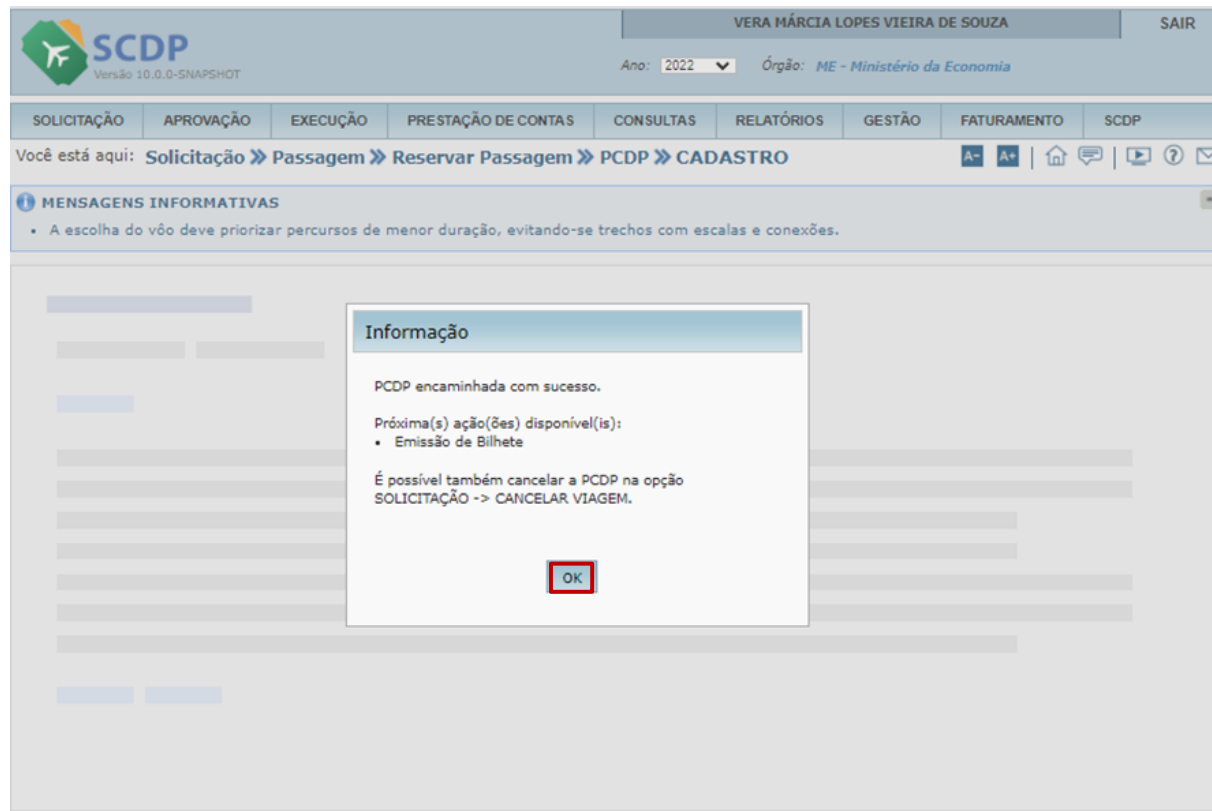 VERA MÁRCIA LOPES VIEIRA DE SOUZA
SAIR
SCDP
Versão 10.0.0-SNAPSHOT
Ano: 2022 Órgão: ME - Ministério da Economia
SOLICITAÇÃO APROVAÇÃO EXECUÇÃO PRESTAÇÃO DE CONTAS CONSULTAS RELATÓRIOS GESTÃO FATURAMENTO SCDP
Você está aqui: Solicitação » Passagem » Reservar Passagem » PCDP » CADASTRO
A- A+ | | ?
MENSAGENS INFORMATIVAS
• A escolha do vôo deve priorizar percursos de menor duração, evitando-se trechos com escalas e conexões.
Informação
PCDP encaminhada com sucesso.
Próxima(s) ação(ões) disponível(is):
• Emissão de Bilhete
É possível também cancelar a PCDP na opção
SOLICITAÇÃO -> CANCELAR VIAGEM.
OK